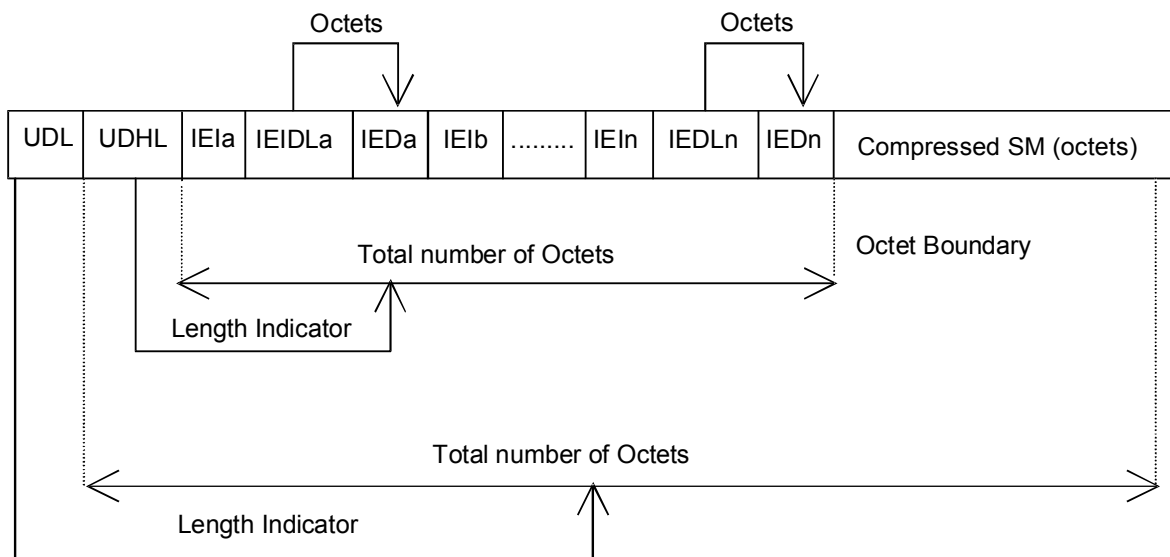 Octets
Octets
UDL UDHL IEIa IEIDLa IEDa IEIb ......... IEIn IEDLn IEDn Compressed SM (octets)
Total number of Octets
Octet Boundary
Length Indicator
Total number of Octets
Length Indicator